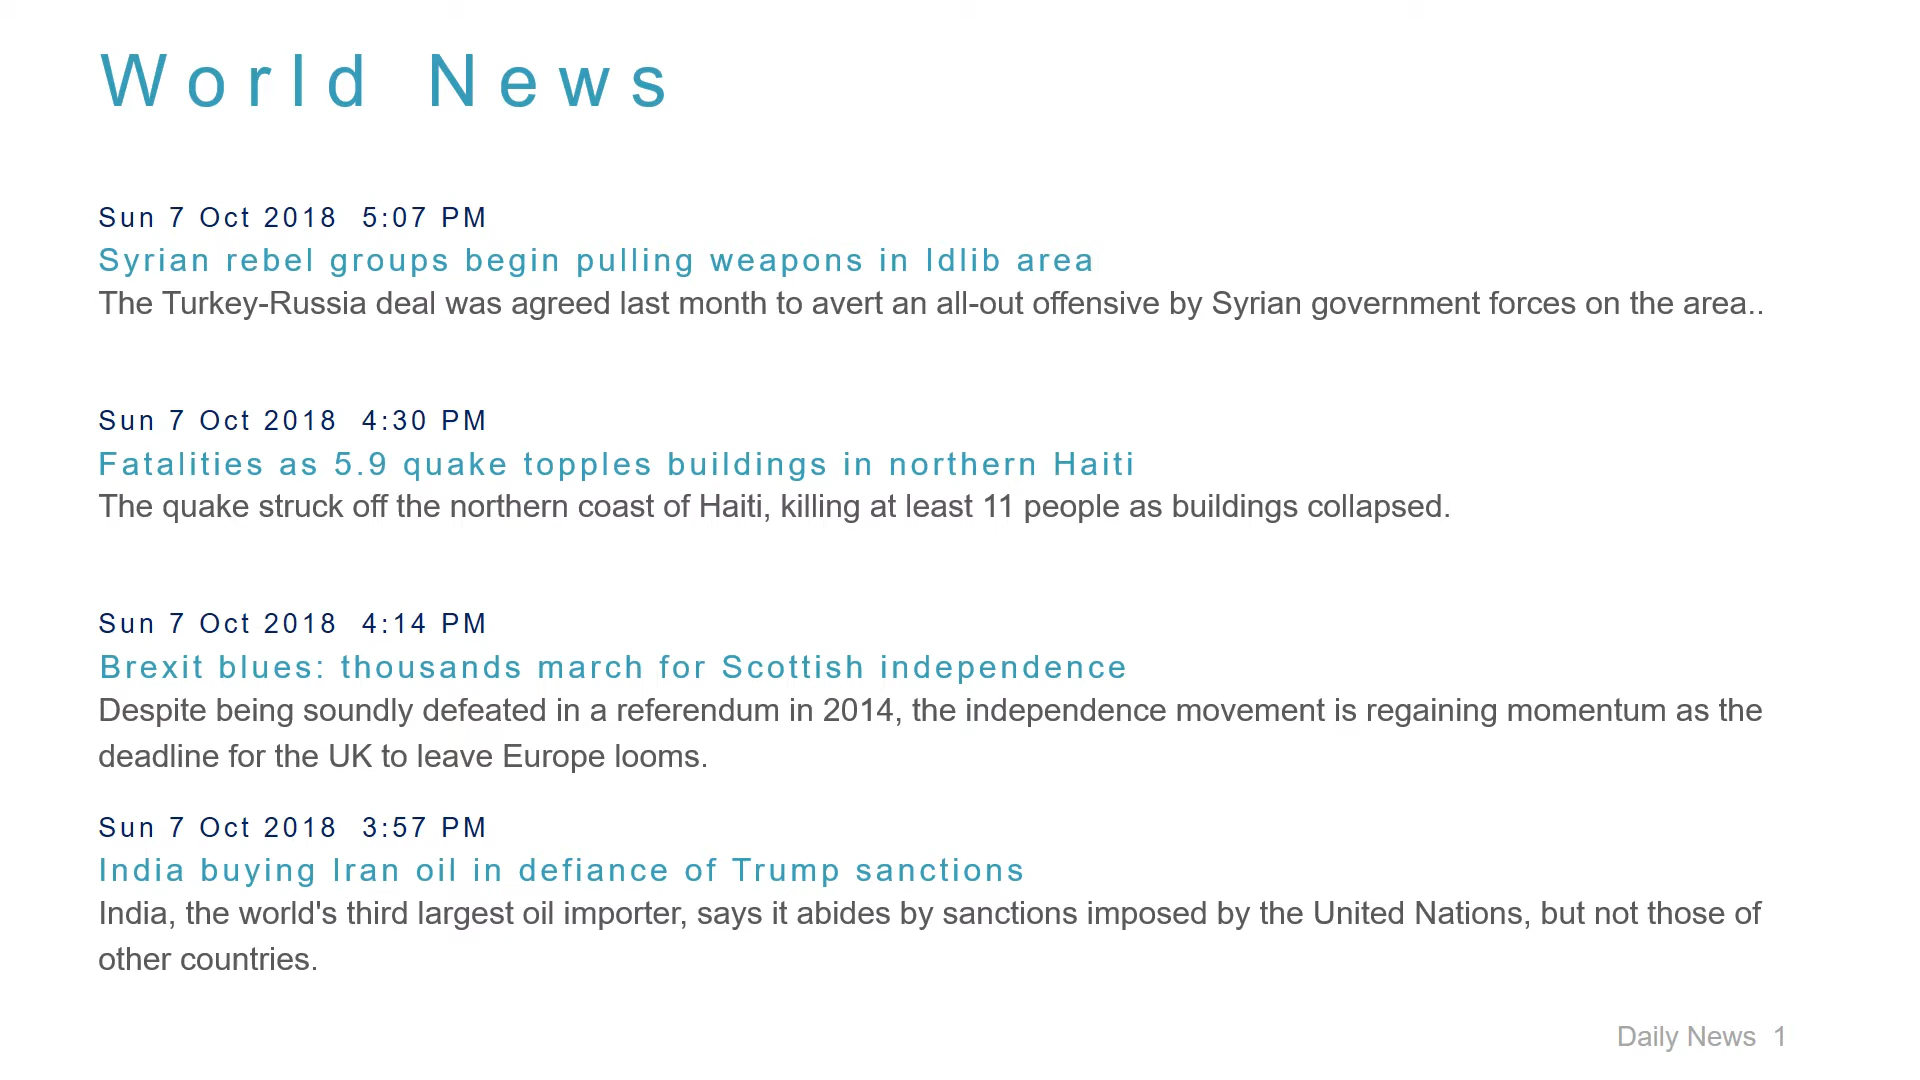 World News
Sun 7 Oct 2018 5:07 PM
Syrian rebel groups begin pulling weapons in Idlib area
The Turkey-Russia deal was agreed last month to avert an all-out offensive by Syrian government forces on the area..
Sun 7 Oct 2018 4:30 PM
Fatalities as 5.9 quake topples buildings in northern Haiti
The quake struck off the northern coast of Haiti, killing at least 11 people as buildings collapsed.
Sun 7 Oct 2018 4:14 PM
Brexit blues: thousands march for Scottish independence
Despite being soundly defeated in a referendum in 2014, the independence movement is regaining momentum as the
deadline for the UK to leave Europe looms.
Sun 7 Oct 2018 3:57 PM
India buying Iran oil in defiance of Trump sanctions
India, the world's third largest oil importer, says it abides by sanctions imposed by the United Nations, but not those of
other countries.
Daily News 1